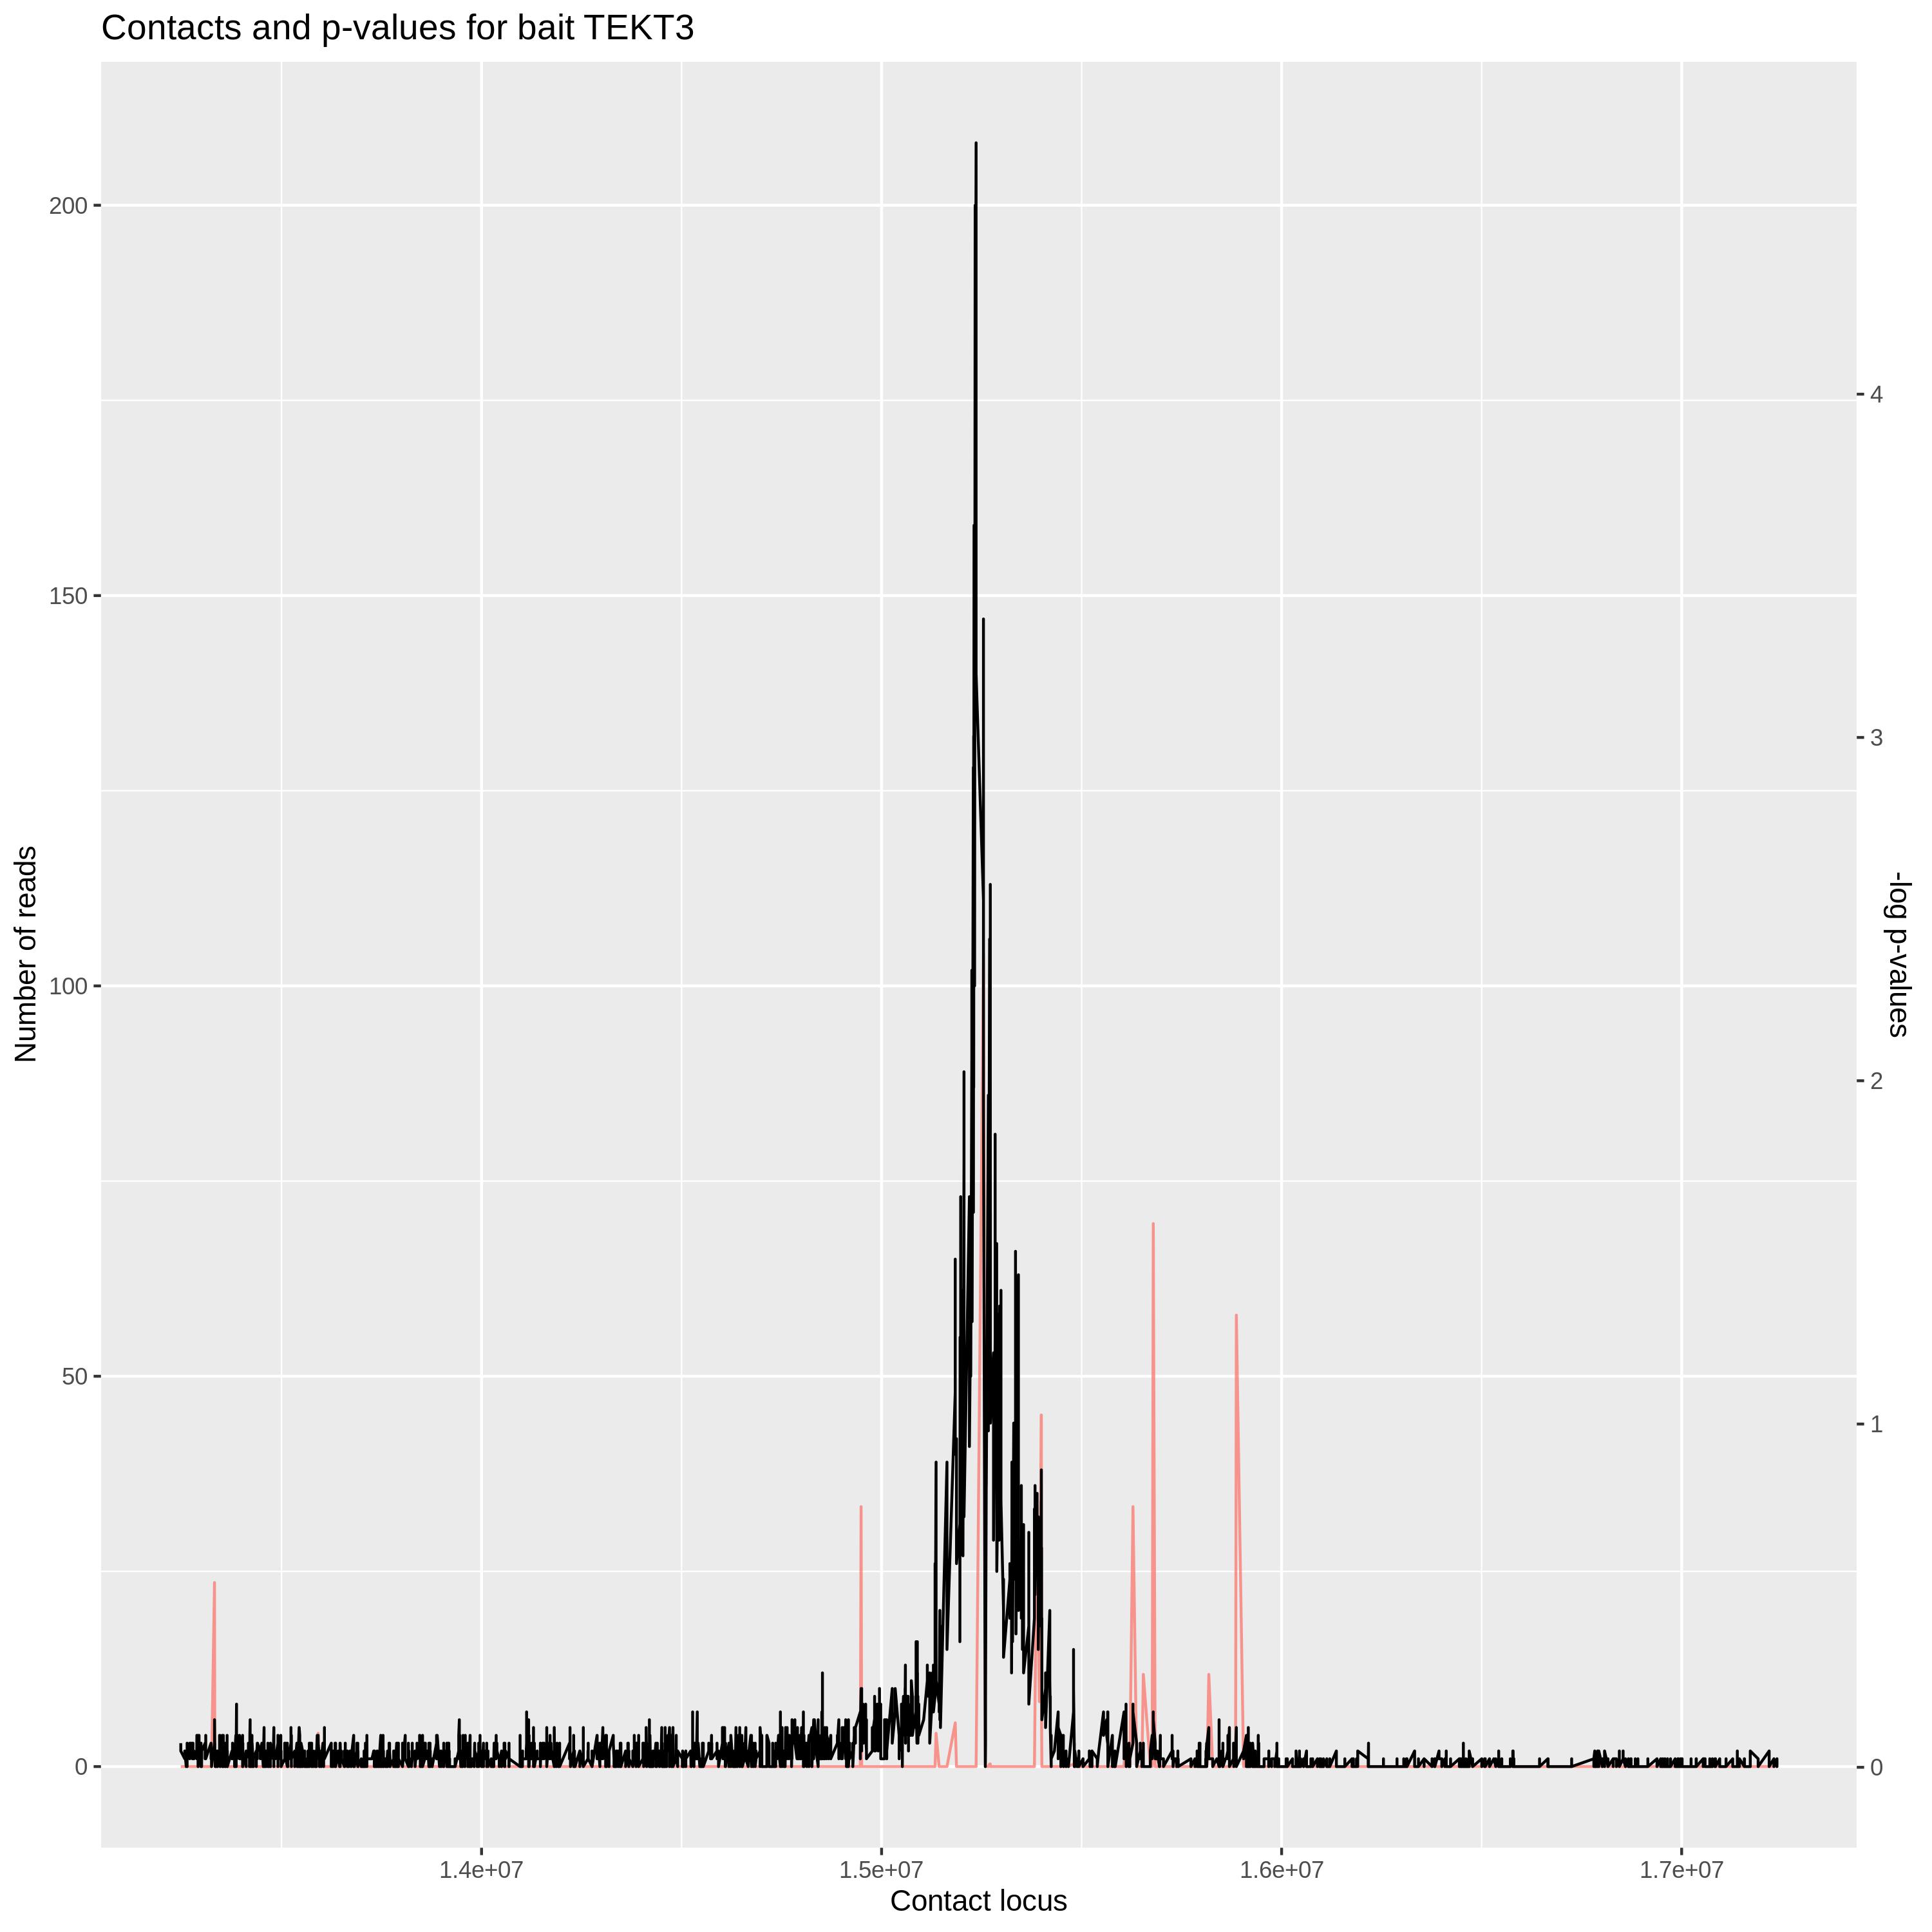 Contacts and p-values for bait TEKT3
Number of reads
200
150
100
50
0
4
3
2
1
0
-log p-values
1.4e+07
1.5e+07
1.6e+07
1.7e+07
Contact locus